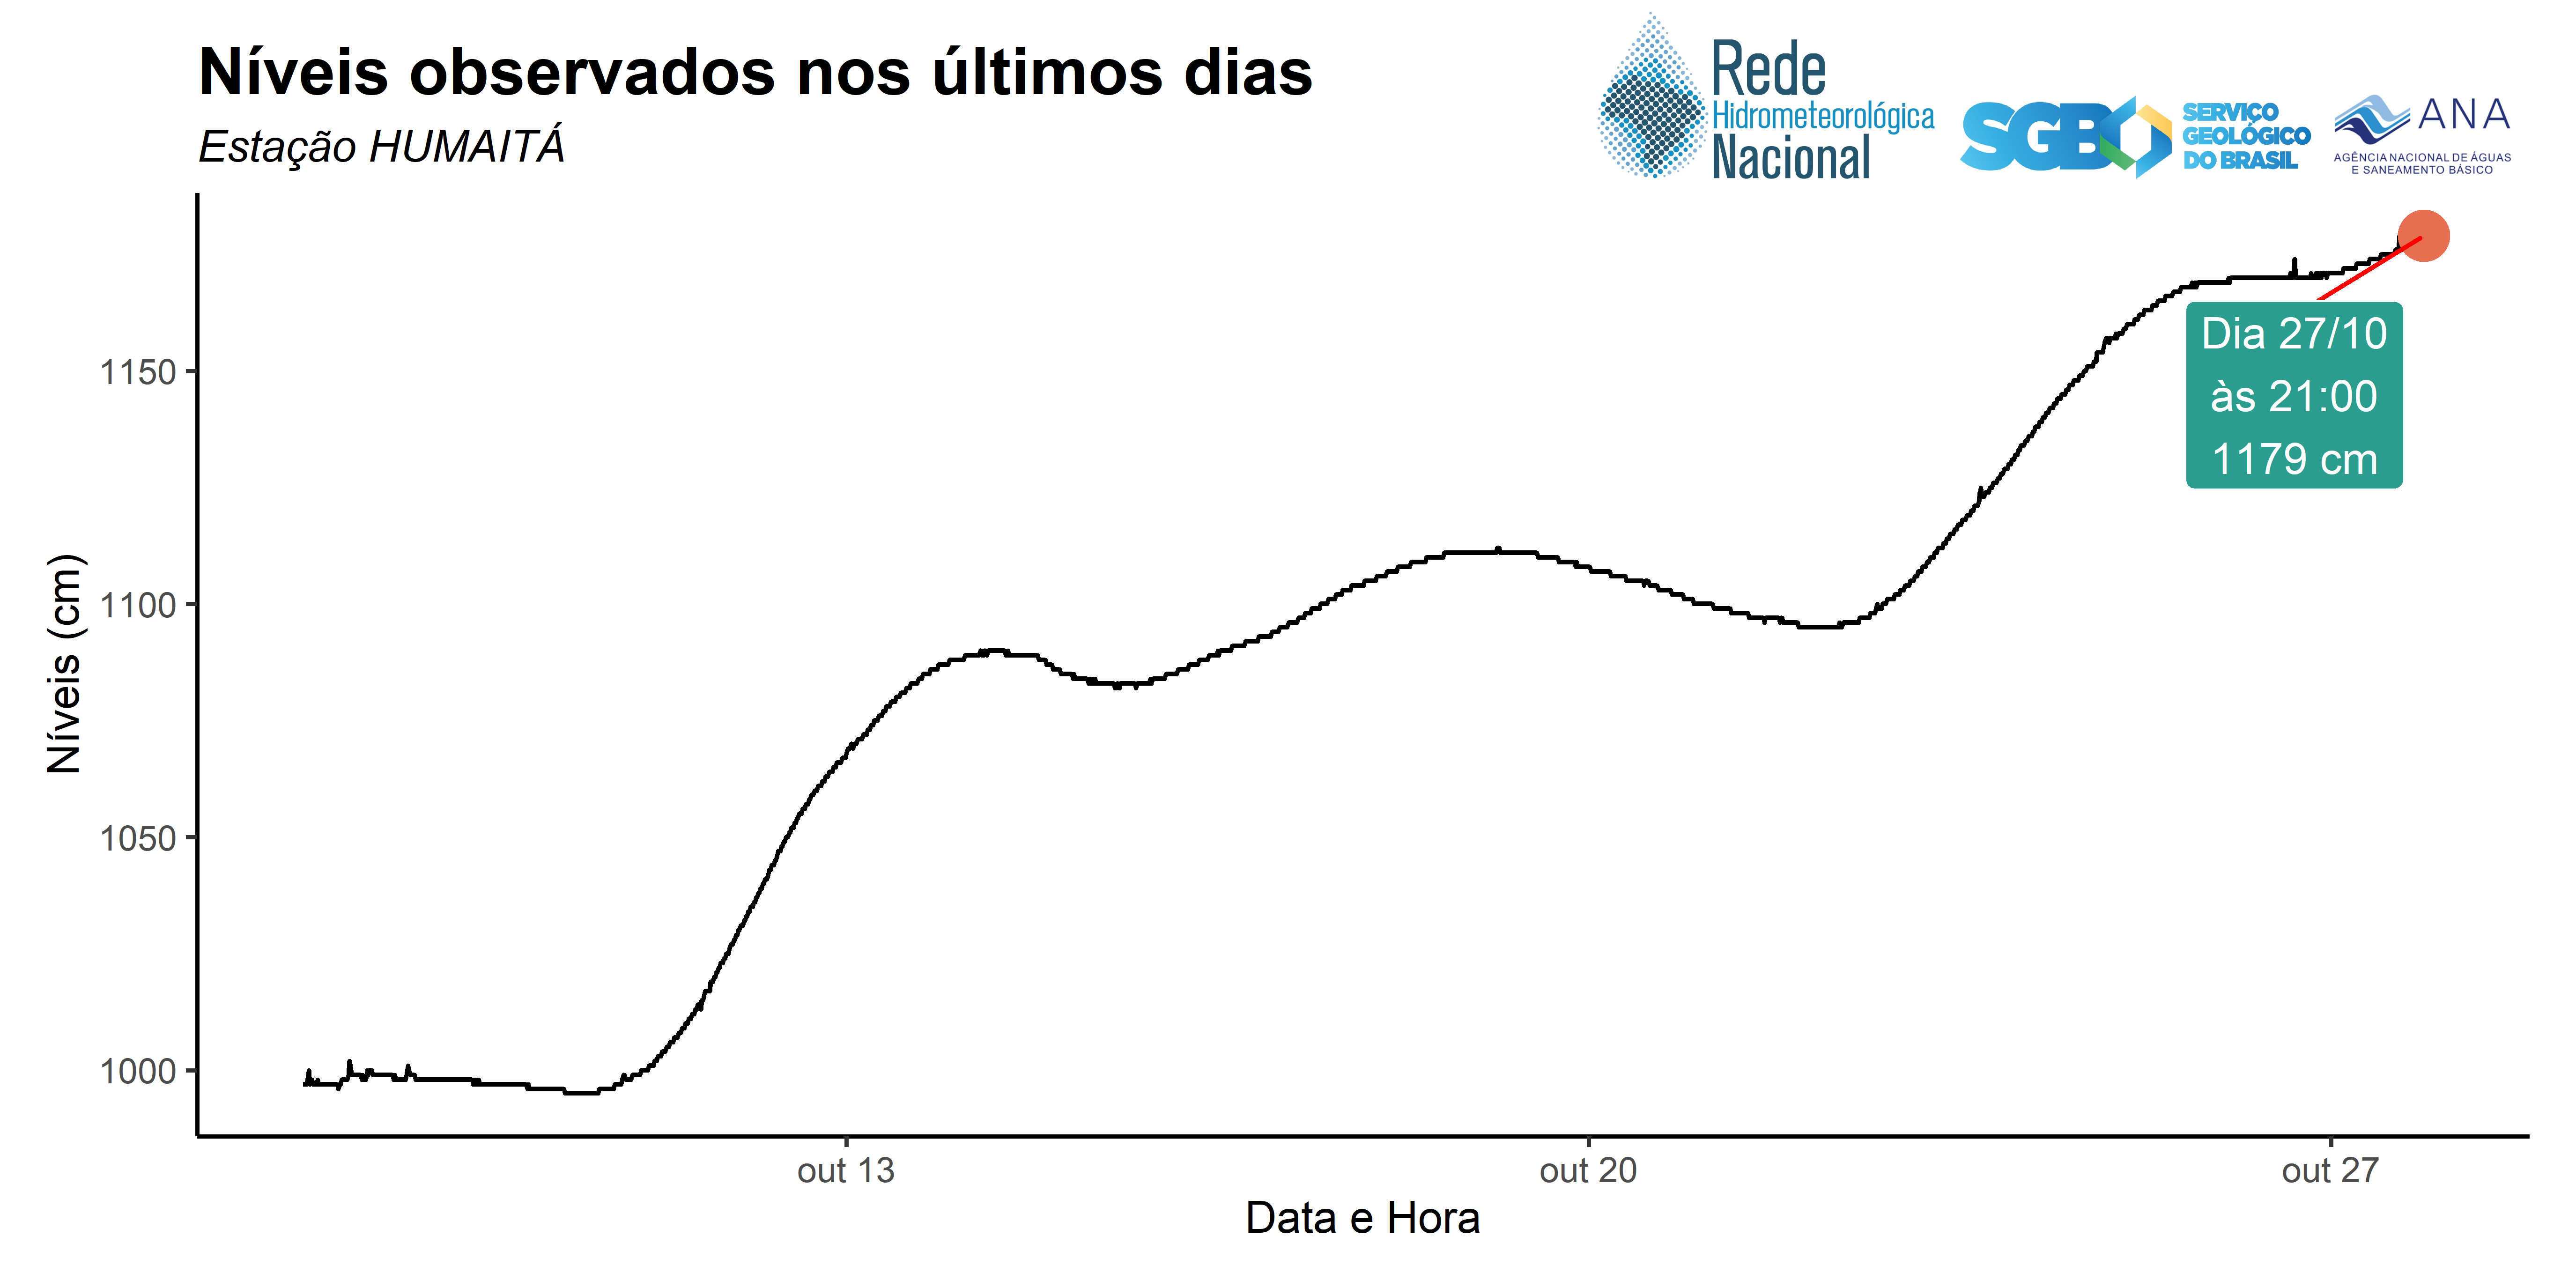 Níveis observados nos últimos dias
Estação HUMAITÁ
Rede
Hidrometeorológica
Nacional
SGB
SERVIÇO
GEOLÓGICO
DO BRASIL
ANA
AGÊNCIA NACIONAL DE ÁGUAS
E SANEAMENTO BÁSICO
Níveis (cm)
1150
1100
1050
1000
Dia 27/10
às 21:00
1179 cm
out 13
out 20
out 27
Data e Hora